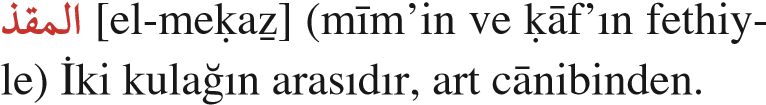 المقذ [el-meḳaẕ] (mīm’in ve ḳāf’ın fethiy-
le) İki kulağın arasıdır, art cānibinden.